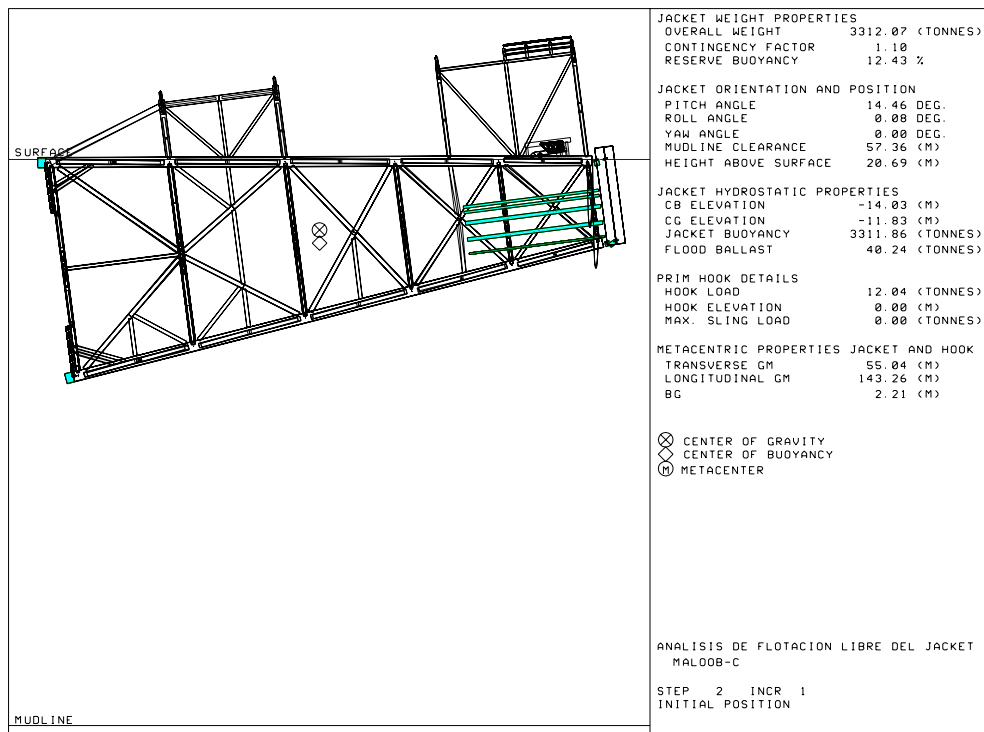 SURFACE
MUDLINE
JACKET WEIGHT PROPERTIES
OVERALL WEIGHT 3312.07 (TONNES)
CONTINGENCY FACTOR 1.10
RESERVE BUOYANCY 12.43 %
JACKET ORIENTATION AND POSITION
PITCH ANGLE 14.46 DEG.
ROLL ANGLE 0.08 DEG.
YAW ANGLE 0.00 DEG.
MUDLINE CLEARANCE 57.36 (M)
HEIGHT ABOVE SURFACE 20.69 (M)
JACKET HYDROSTATIC PROPERTIES
CB ELEVATION -14.03 (M)
CG ELEVATION -11.83 (M)
JACKET BUOYANCY 3311.86 (TONNES)
FLOOD BALLAST 40.24 (TONNES)
PRIM HOOK DETAILS
HOOK LOAD 12.04 (TONNES)
HOOK ELEVATION 0.00 (M)
MAX. SLING LOAD 0.00 (TONNES)
METACENTRIC PROPERTIES JACKET AND HOOK
TRANSVERSE GM 55.04 (M)
LONGITUDINAL GM 143.26 (M)
BG 2.21 (M)
CENTER OF GRAVITY
CENTER OF BUOYANCY
M METACENTER
ANALISIS DE FLOTACION LIBRE DEL JACKET
MALOOB-C
STEP 2 INCR 1
INITIAL POSITION